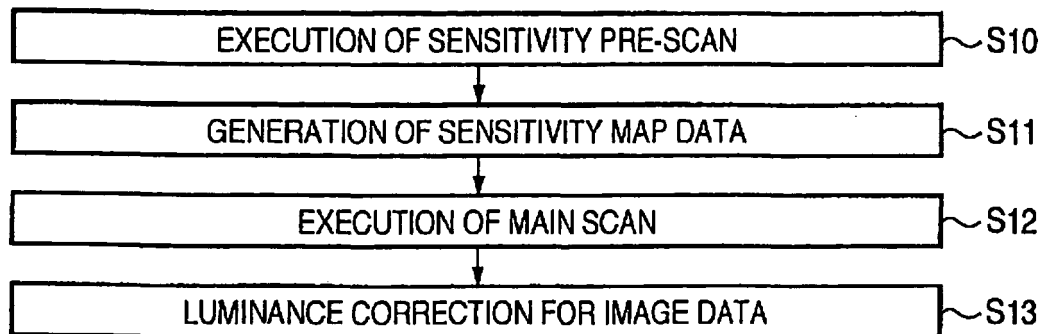 EXECUTION OF SENSITIVITY PRE-SCAN S10
GENERATION OF SENSITIVITY MAP DATA S11
EXECUTION OF MAIN SCAN S12
LUMINANCE CORRECTION FOR IMAGE DATA S13